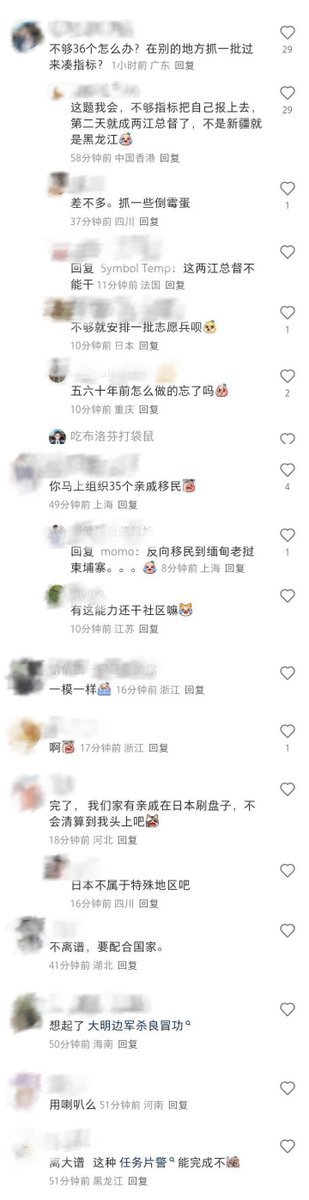 不够36个怎么办？在别的地方抓一批过
来凑指标？ 1小时前 广东 回复
29
这题我会，不够指标把自己报上去，
第二天就成两江总督了，不是新疆就
是黑龙江
58分钟前 中国香港 回复
29
差不多。抓一些倒霉蛋
37分钟前 四川 回复
1
回复 Symbol Temp：这两江总督不
能干 11分钟前 法国 回复
不够就安排一批志愿兵呗
10分钟前 日本 回复
1
五六十年前怎么做的忘了吗
10分钟前 重庆 回复
2
吃布洛芬打袋鼠
你马上组织35个亲戚移民
49分钟前 上海 回复
4
回复 momo：反向移民到缅甸老挝
柬埔寨。。。 8分钟前 上海 回复
1
momo
有这能力还干社区嘛
10分钟前 江苏 回复
一模一样 16分钟前 浙江 回复
啊 17分钟前 浙江 回复
1
完了，我们家有亲戚在日本刷盘子，不
会清算到我头上吧
18分钟前 河北 回复
日本不属于特殊地区吧
16分钟前 四川 回复
不离谱，要配合国家。
41分钟前 湖北 回复
想起了 大明边军杀良冒功
50分钟前 海南 回复
用喇叭么 51分钟前 河南 回复
离大谱 这种 任务片警 能完成不
51分钟前 黑龙江 回复